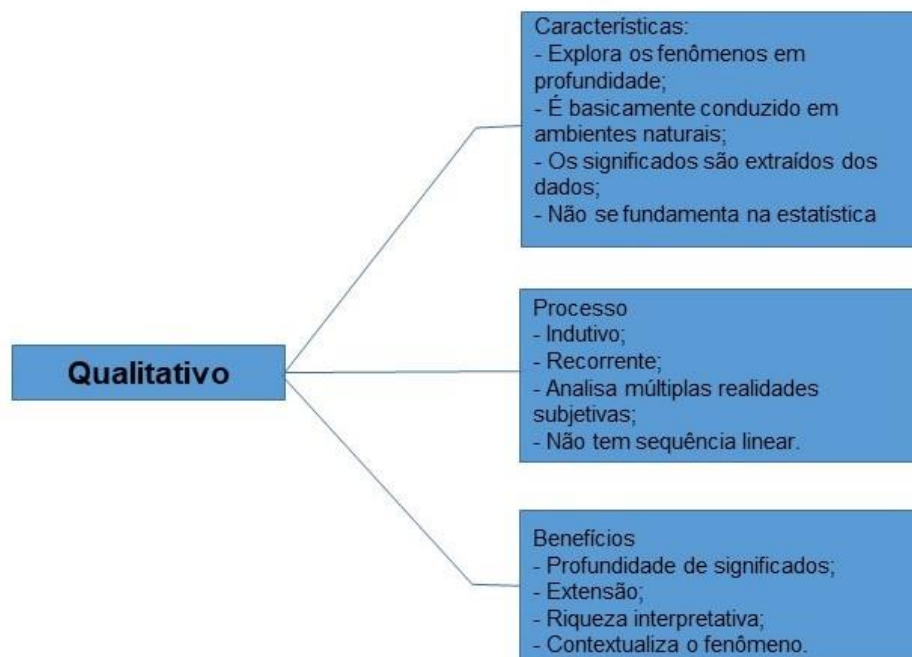 Características:
- Explora os fenômenos em
profundidade;
- É basicamente conduzido em
ambientes naturais;
- Os significados são extraídos dos
dados;
- Não se fundamenta na estatística
Qualitativo
Processo
- Indutivo;
- Recorrente;
- Analisa múltiplas realidades
subjetivas;
- Não tem sequência linear.
Benefícios
- Profundidade de significados;
- Extensão;
- Riqueza interpretativa;
- Contextualiza o fenômeno.